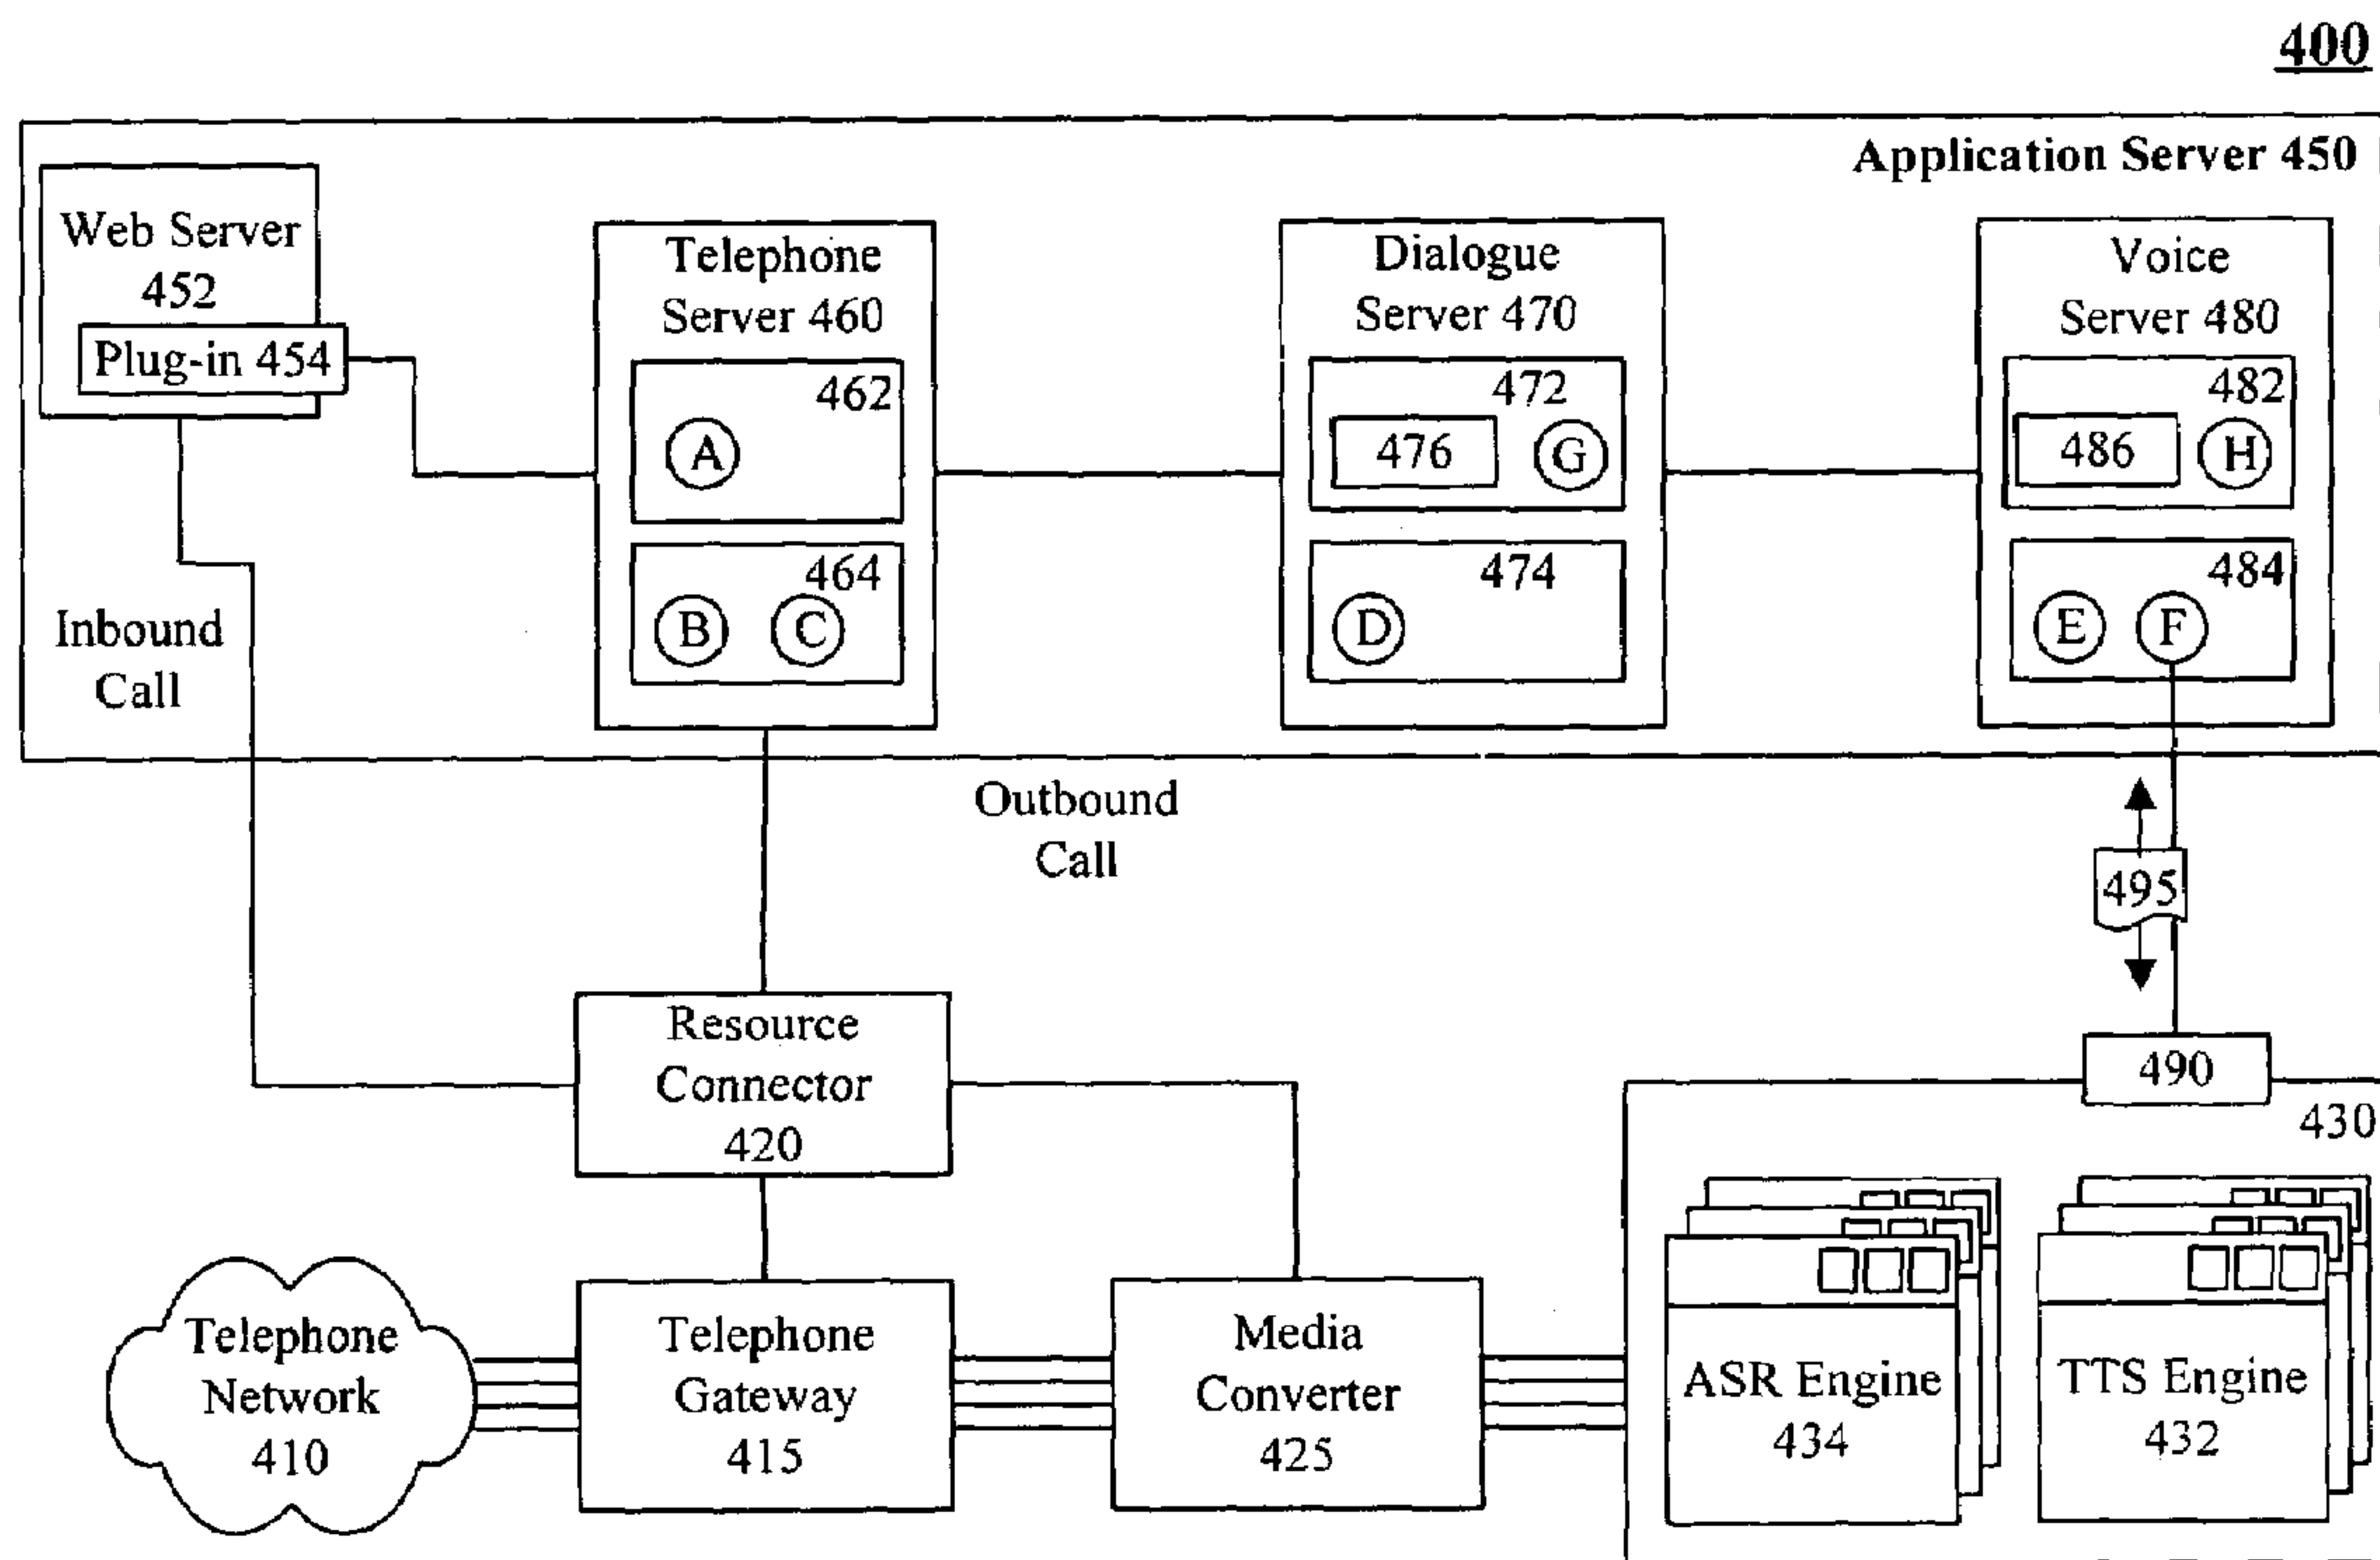 400
Application Server 450
Web Server
452
Plug-in 454
Telephone
Server 460
462
A
464
B C
Dialogue
Server 470
472
476 G
474
D
Voice
Server 480
482
486 H
484
E F
Inbound
Call
Outbound
Call
495
Resource
Connector
420
490
430
Telephone
Network
410
Telephone
Gateway
415
Media
Converter
425
ASR Engine
434
TTS Engine
432